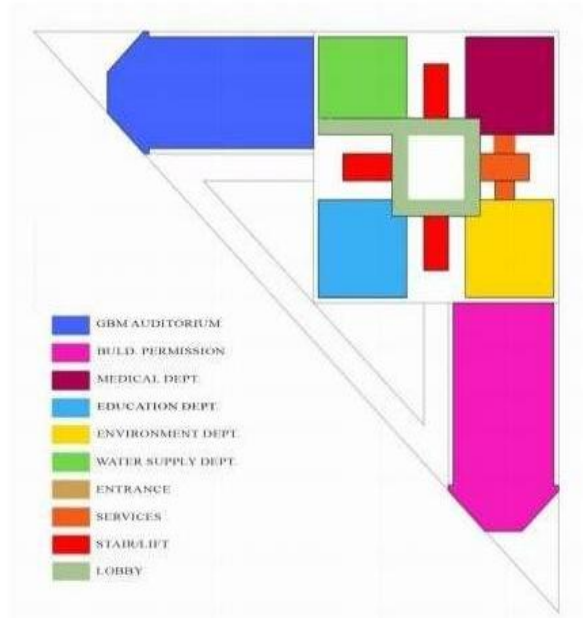 GBM AUDITORIUM
BULD. PERMISSION
MEDICAL DEPT.
EDUCATION DEPT.
ENVIRONMENT DEPT.
WATER SUPPLY DEPT.
ENTRANCE
SERVICES
STAIR/LIFT
LOBBY